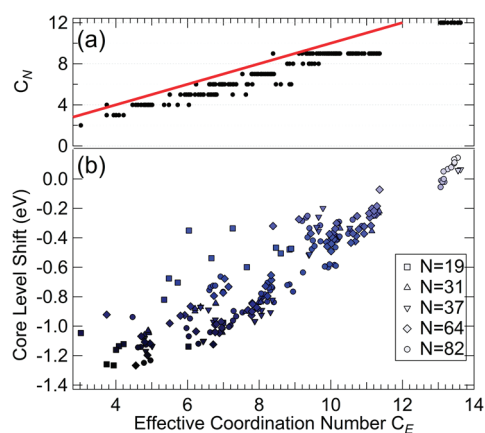 12
8
4
0
C_N
(a)
(b)
0.0
-0.2
-0.4
-0.6
-0.8
-1.0
-1.2
-1.4
Core Level Shift (eV)
N=19
N=31
N=37
N=64
N=82
4 6 8 10 12 14
Effective Coordination Number C_E